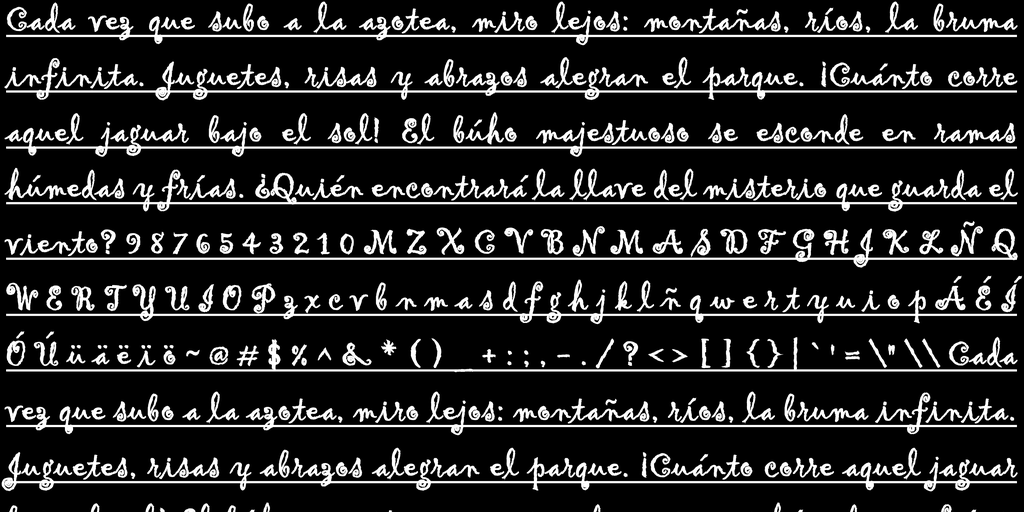 Cada vez que subo a la azotea, miro lejos: montañas, ríos, la bruma
infinita. Juguetes, risas y abrazos alegran el parque. ¡Cuánto corre
aquel jaguar bajo el sol! El búho majestuoso se esconde en ramas
húmedas y frías. ¿Quién encontrará la llave del misterio que guarda el
viento? 9 8 7 6 5 4 3 2 1 0 M Z X C V B N M A S D F G H J K L Ñ Q
W E R T Y U I O P z x c v b n m a s d f g h j k l ñ q w e r t y u i o p Á É Í
Ó Ú ü ä ë ï ö ~ @ # $ % ^ & * ( ) _ + : ; , - . / ? < > [ ] { } | ` ' = \ " \ \ Cada
vez que subo a la azotea, miro lejos: montañas, ríos, la bruma infinita.
Juguetes, risas y abrazos alegran el parque. ¡Cuánto corre aquel jaguar